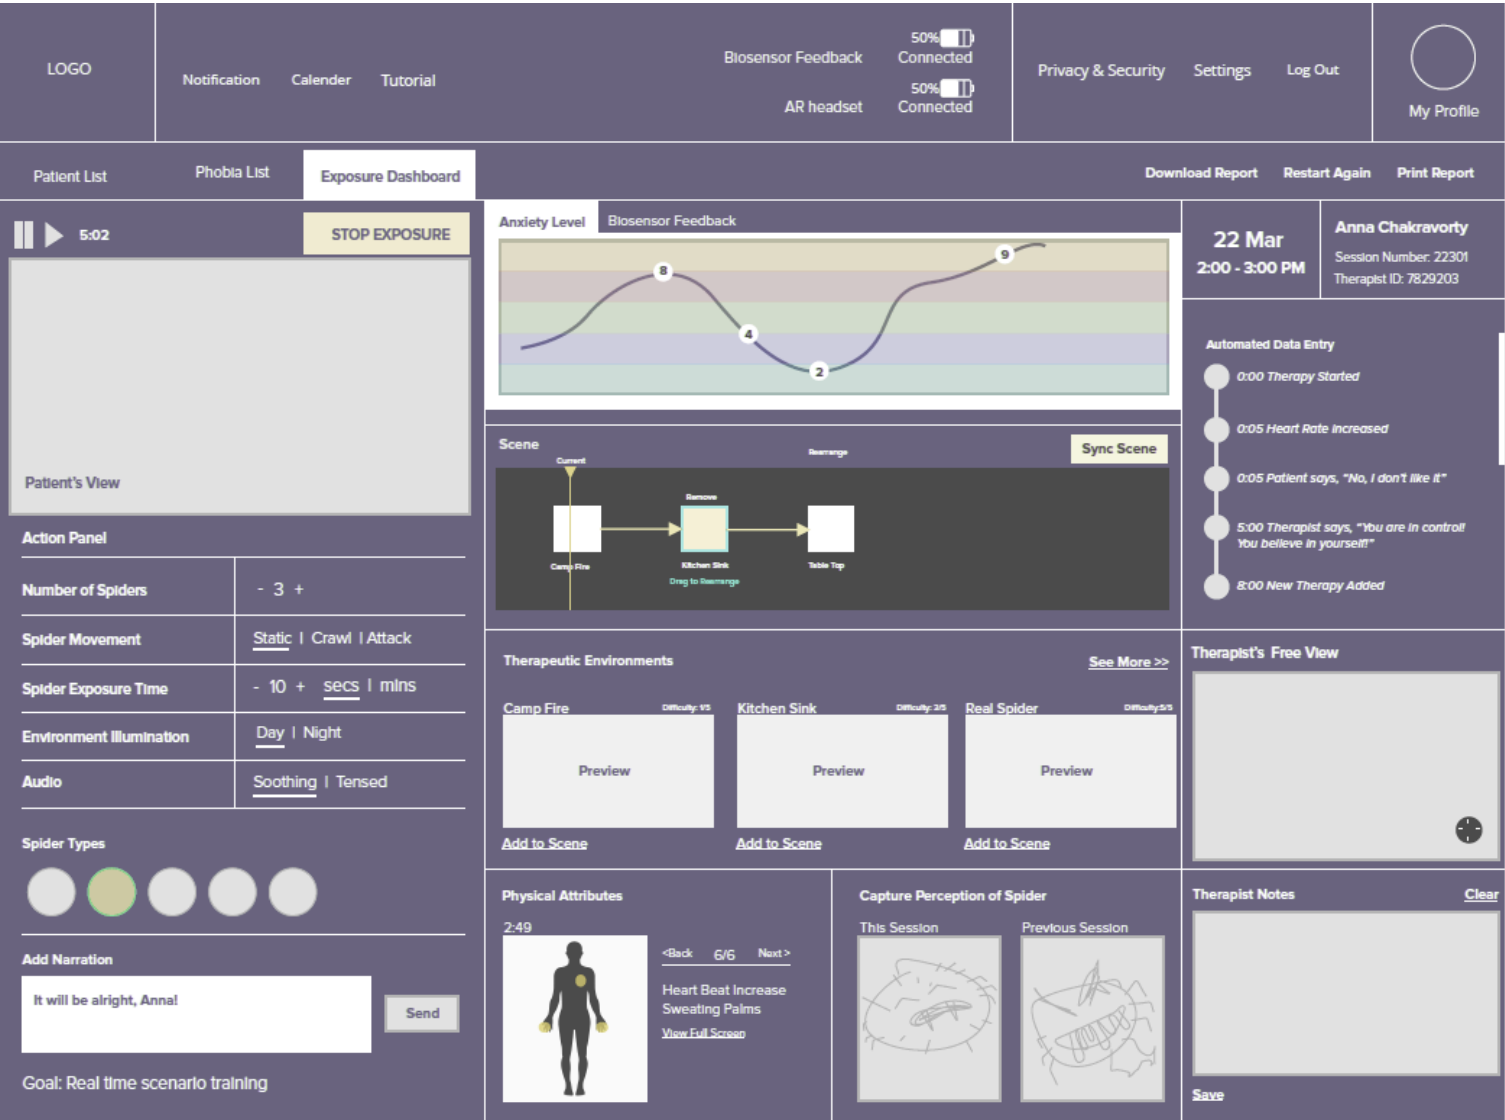 LOGO
Notification
Calender
Tutorial
Biosensor Feedback
50%
Connected
AR headset
50%
Connected
Privacy & Security
Settings
Log Out
My Profile
Patient List
Phobia List
Exposure Dashboard
Download Report
Restart Again
Print Report
5:02
STOP EXPOSURE
Patient's View
Action Panel
Number of Spiders
- 3 +
Spider Movement
Static | Crawl | Attack
Spider Exposure Time
- 10 + secs | mins
Environment Illumination
Day | Night
Audio
Soothing | Tensed
Spider Types
Add Narration
It will be alright, Anna!
Send
Goal: Real time scenario training
Anxiety Level
Biosensor Feedback
8
4
2
9
Scene
Current
Rearrange
Sync Scene
Remove
Camp Fire
Kitchen Sink
Table Top
Drag to Rearrange
Therapeutic Environments
See More >>
Camp Fire
Difficulty: 1/5
Preview
Add to Scene
Kitchen Sink
Difficulty: 3/5
Preview
Add to Scene
Real Spider
Difficulty:5/5
Preview
Add to Scene
Physical Attributes
2:49
<Back 6/6 Next >
Heart Beat Increase
Sweating Palms
View Full Screen
Capture Perception of Spider
This Session
Previous Session
22 Mar
2:00 - 3:00 PM
Anna Chakravorty
Session Number: 22301
Therapist ID: 7829203
Automated Data Entry
0:00 Therapy Started
0:05 Heart Rate Increased
0:05 Patient says, "No, I don't like it"
5:00 Therapist says, "You are in control!
You believe in yourself!"
8:00 New Therapy Added
Therapist's Free View
Therapist Notes
Clear
Save